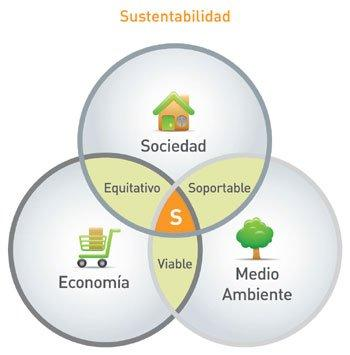 Sustentabilidad
Sociedad
Equitativo
Soportable
S
Economía
Viable
Medio
Ambiente